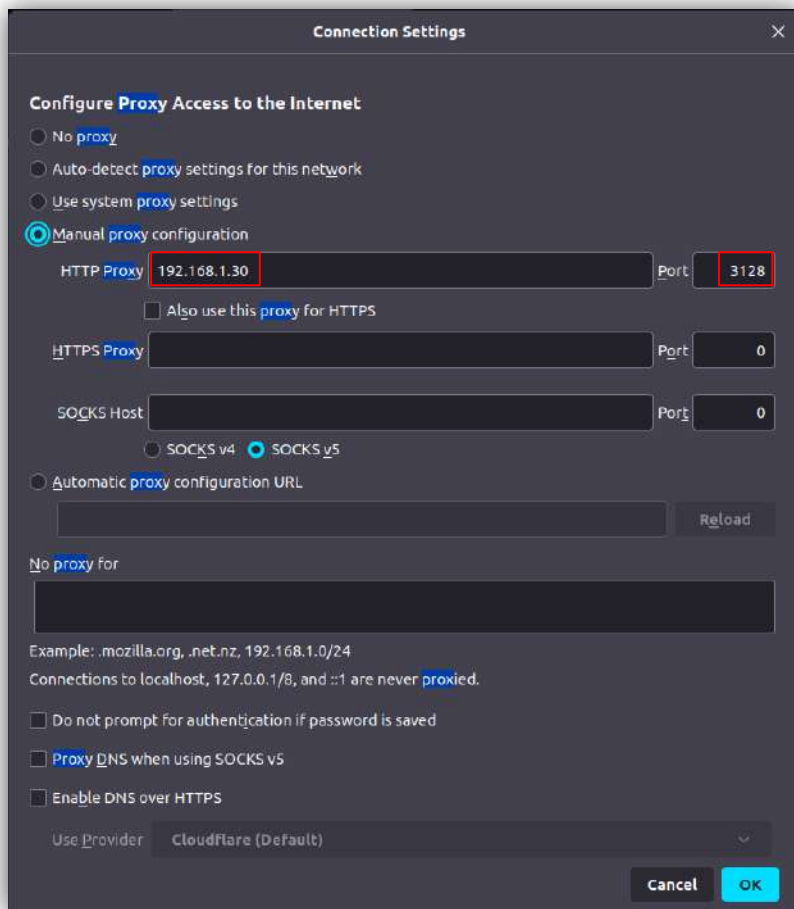 Connection Settings
Configure Proxy Access to the Internet
No proxy
Auto-detect proxy settings for this network
Use system proxy settings
Manual proxy configuration
HTTP Proxy 192.168.1.30 Port 3128
Also use this proxy for HTTPS
HTTPS Proxy Port 0
SOCKS Host Port 0
SOCKS v4 SOCKS v5
Automatic proxy configuration URL
Reload
No proxy for
Example: .mozilla.org, .net.nz, 192.168.1.0/24
Connections to localhost, 127.0.0.1/8, and ::1 are never proxied.
Do not prompt for authentication if password is saved
Proxy DNS when using SOCKS v5
Enable DNS over HTTPS
Use Provider Cloudflare (Default)
Cancel OK